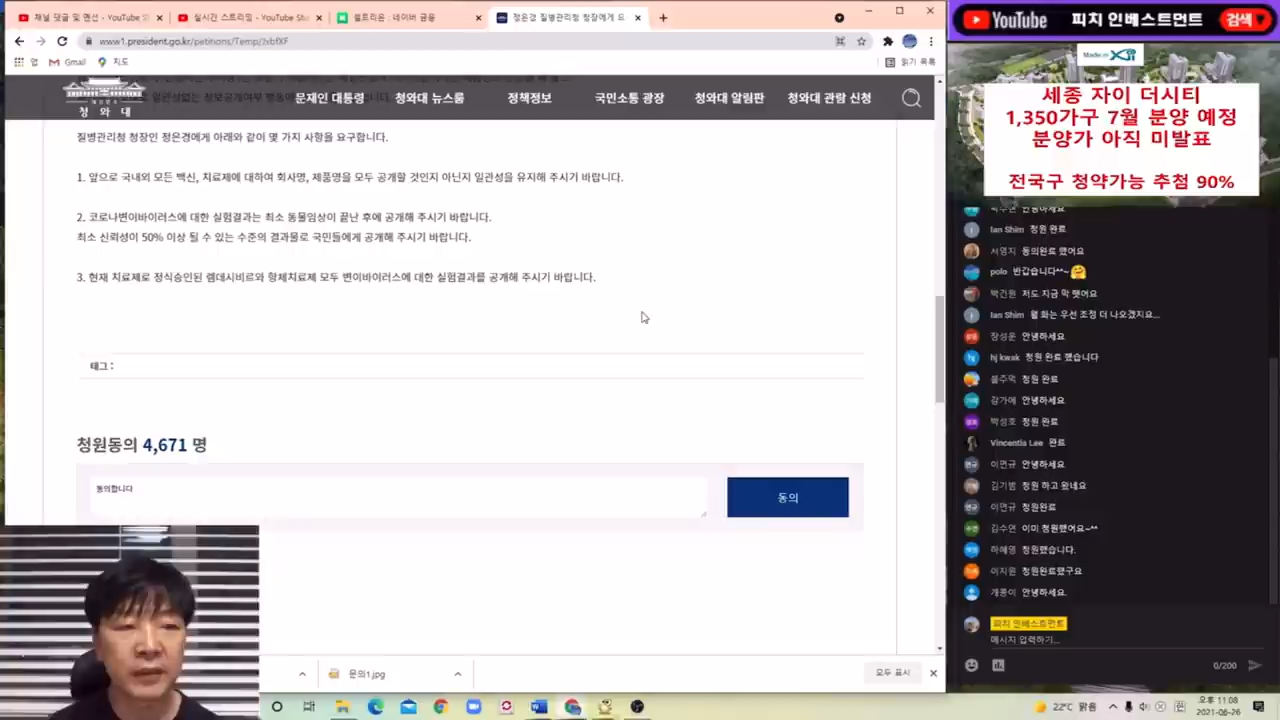 채널 댓글 및 멘션 - YouTube S
실시간 스트리밍 - YouTube Stu
셀트리온 : 네이버 금융
정은경 질병관리청 청장에게 요
www1.president.go.kr/petitions/Temp/JxbfXF
앱
Gmail
지도
읽기 목록
청와대
문재인 대통령
청와대 뉴스룸
정책정보
국민소통 광장
청와대 알림판
청와대 관람 신청
질병관리청 청장인 정은경에게 아래와 같이 몇 가지 사항을 요구합니다.
1. 앞으로 국내외 모든 백신, 치료제에 대하여 회사명, 제품명을 모두 공개할 것인지 아닌지 일관성을 유지해 주시기 바랍니다.
2. 코로나변이바이러스에 대한 실험결과는 최소 동물임상이 끝난 후에 공개해 주시기 바랍니다.
최소 신뢰성이 50% 이상 될 수 있는 수준의 결과물로 국민들에게 공개해 주시기 바랍니다.
3. 현재 치료제로 정식승인된 렘데시비르와 항체치료제 모두 변이바이러스에 대한 실험결과를 공개해 주시기 바랍니다.
태그 :
청원동의 4,671 명
동의합니다
동의
문의1.jpg
모두 표시
22°C 맑음
오후 11:08
2021-06-26
YouTube 피치 인베스트먼트 검색
Made in Xi
세종 자이 더시티
1,350가구 7월 분양 예정
분양가 아직 미발표
전국구 청약가능 추첨 90%
안녕하세요
Ian Shim 청원 완료
서영지 동의완료 했어요
polo 반갑습니다^^~
박건원 저도 지금 막 했어요
Ian Shim 월 화는 우선 조정 더 나오겠지요...
장성운 안녕하세요
hj kwak 청원 완료 했습니다
청원 완료
감가에 안녕하세요
박성호 청원 완료
Vincentia Lee 완료
이면규 안녕하세요
김기범 청원 하고 왔네요
이면규 청원완료
김수연 이미 청원했어요~^^
하혜영 청원했습니다.
이지원 청원완료했구요
개콩이 안녕하세요.
피치 인베스트먼트
메시지 입력하기...
0/200